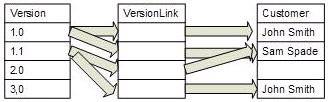 Version
VersionLink
Customer
1.0
John Smith
1.1
Sam Spade
2.0
3,0
John Smith